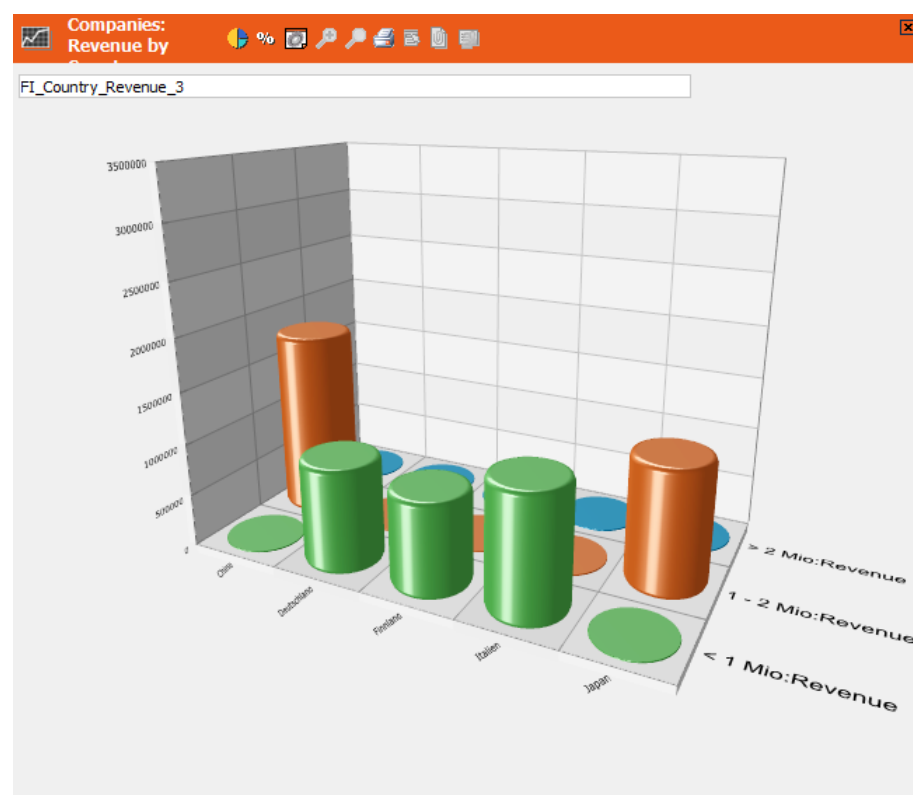 Companies:
Revenue by
%
FI_Country_Revenue_3
3500000
3000000
2500000
2000000
1500000
1000000
500000
0
China
Deutschland
Finnland
Italien
Japan
> 2 Mio:Revenue
1 - 2 Mio:Revenue
< 1 Mio:Revenue